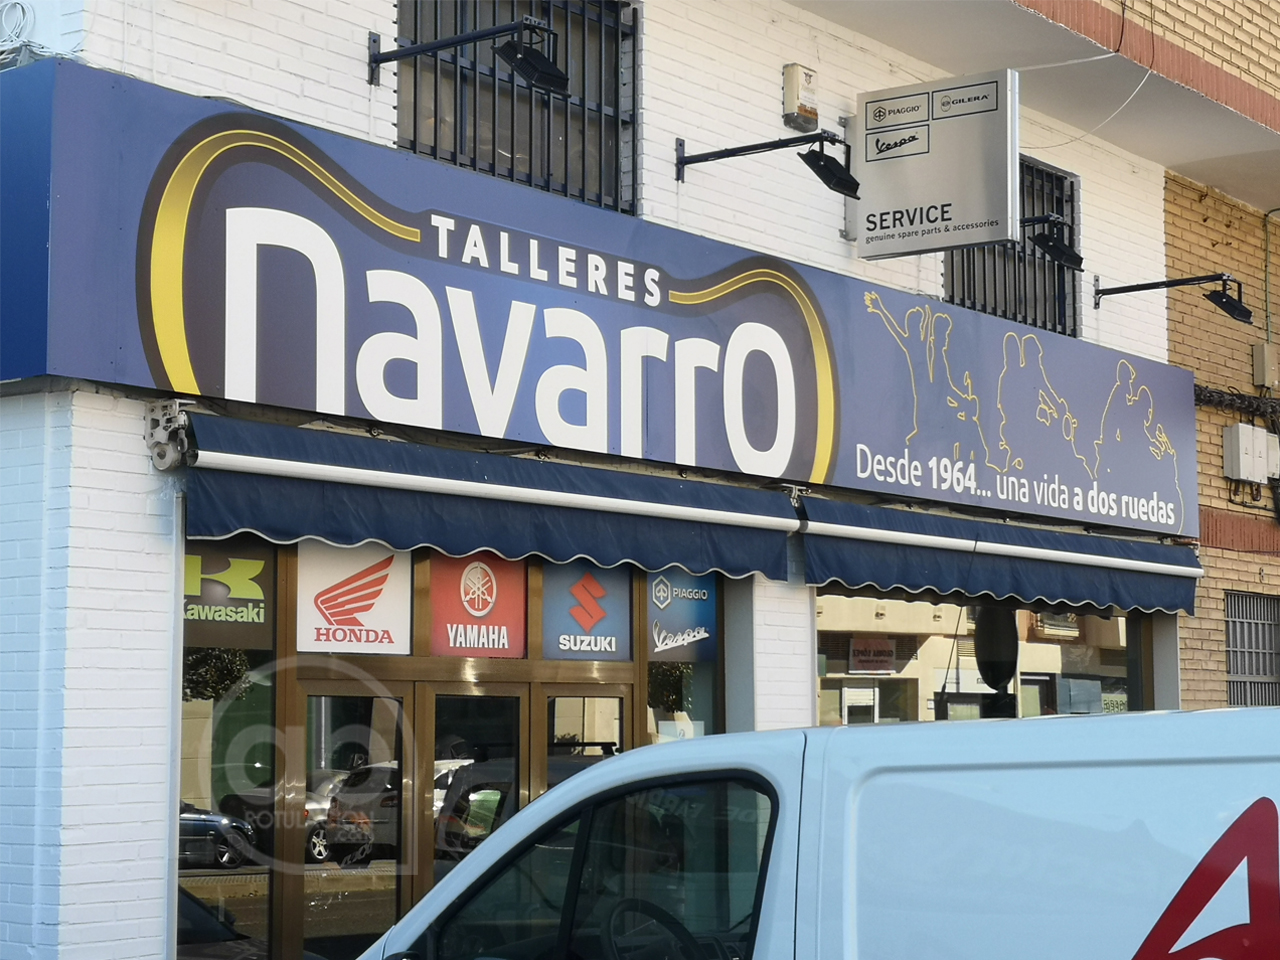 PIAGGIO
GILERA
Vespa
SERVICE
genuine spare parts & accessories
TALLERES
navarro
Desde 1964... una vida a dos ruedas
Kawasaki
HONDA
YAMAHA
SUZUKI
PIAGGIO
Vespa